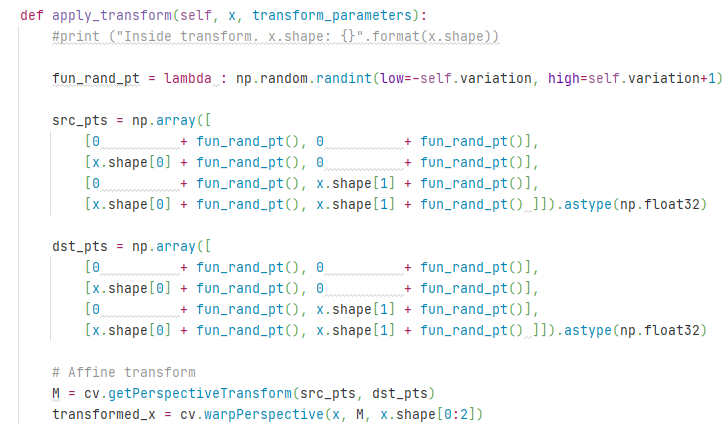 def apply_transform(self, x, transform_parameters):
    #print ("Inside transform. x.shape: {}".format(x.shape))

    fun_rand_pt = lambda : np.random.randint(low=-self.variation, high=self.variation+1)

    src_pts = np.array([
        [0          + fun_rand_pt(), 0          + fun_rand_pt()],
        [x.shape[0] + fun_rand_pt(), 0          + fun_rand_pt()],
        [0          + fun_rand_pt(), x.shape[1] + fun_rand_pt()],
        [x.shape[0] + fun_rand_pt(), x.shape[1] + fun_rand_pt() ]]).astype(np.float32)

    dst_pts = np.array([
        [0          + fun_rand_pt(), 0          + fun_rand_pt()],
        [x.shape[0] + fun_rand_pt(), 0          + fun_rand_pt()],
        [0          + fun_rand_pt(), x.shape[1] + fun_rand_pt()],
        [x.shape[0] + fun_rand_pt(), x.shape[1] + fun_rand_pt() ]]).astype(np.float32)

    # Affine transform
    M = cv.getPerspectiveTransform(src_pts, dst_pts)
    transformed_x = cv.warpPerspective(x, M, x.shape[0:2])